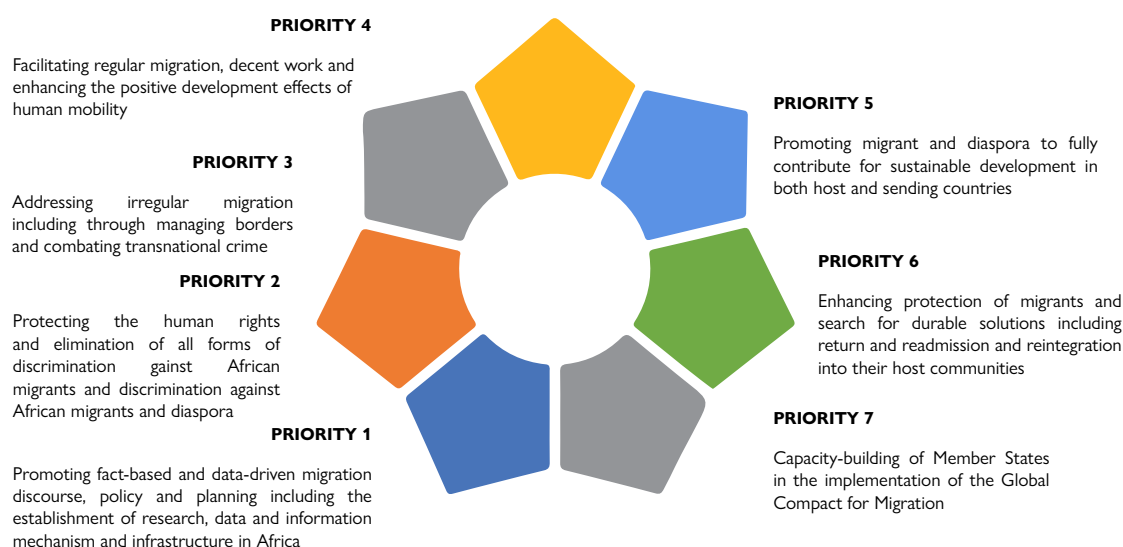 PRIORITY 4
Facilitating regular migration, decent work and
enhancing the positive development effects of
human mobility
PRIORITY 3
Addressing irregular migration
including through managing borders
and combating transnational crime
PRIORITY 2
Protecting the human rights
and elimination of all forms of
discrimination gainst African
migrants and discrimination against
African migrants and diaspora
PRIORITY 1
Promoting fact-based and data-driven migration
discourse, policy and planning including the
establishment of research, data and information
mechanism and infrastructure in Africa
PRIORITY 5
Promoting migrant and diaspora to fully
contribute for sustainable development in
both host and sending countries
PRIORITY 6
Enhancing protection of migrants and
search for durable solutions including
return and readmission and reintegration
into their host communities
PRIORITY 7
Capacity-building of Member States
in the implementation of the Global
Compact for Migration